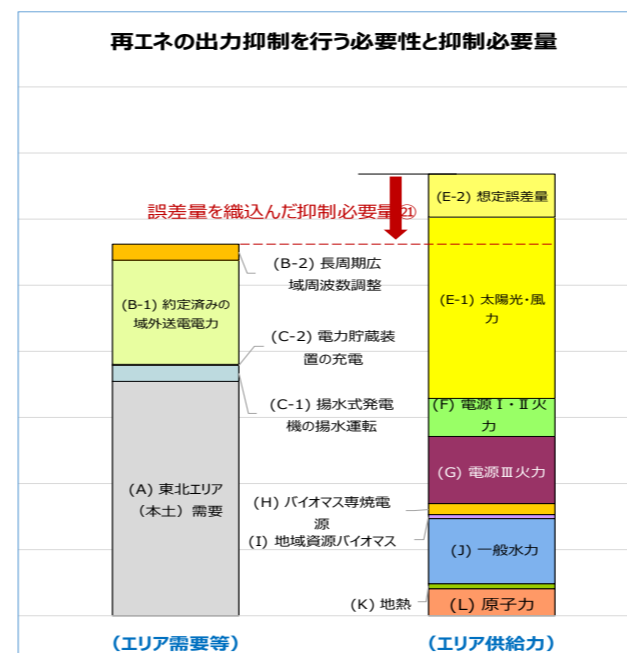 再エネの出力抑制を行う必要性と抑制必要量
(E-2) 想定誤差量
誤差量を織込んだ抑制必要量㉑
(B-2) 長周期広
域周波数調整
(B-1) 約定済みの
域外送電電力
(E-1) 太陽光・風
力
(C-2) 電力貯蔵装
置の充電
(C-1) 揚水式発電
機の揚水運転
(F) 電源Ⅰ・Ⅱ火
力
(G) 電源Ⅲ火力
(A) 東北エリア
（本土）需要
(H) バイオマス専焼電
源
(I) 地域資源バイオマス
(J) 一般水力
(K) 地熱
(L) 原子力
（エリア需要等）
（エリア供給力）